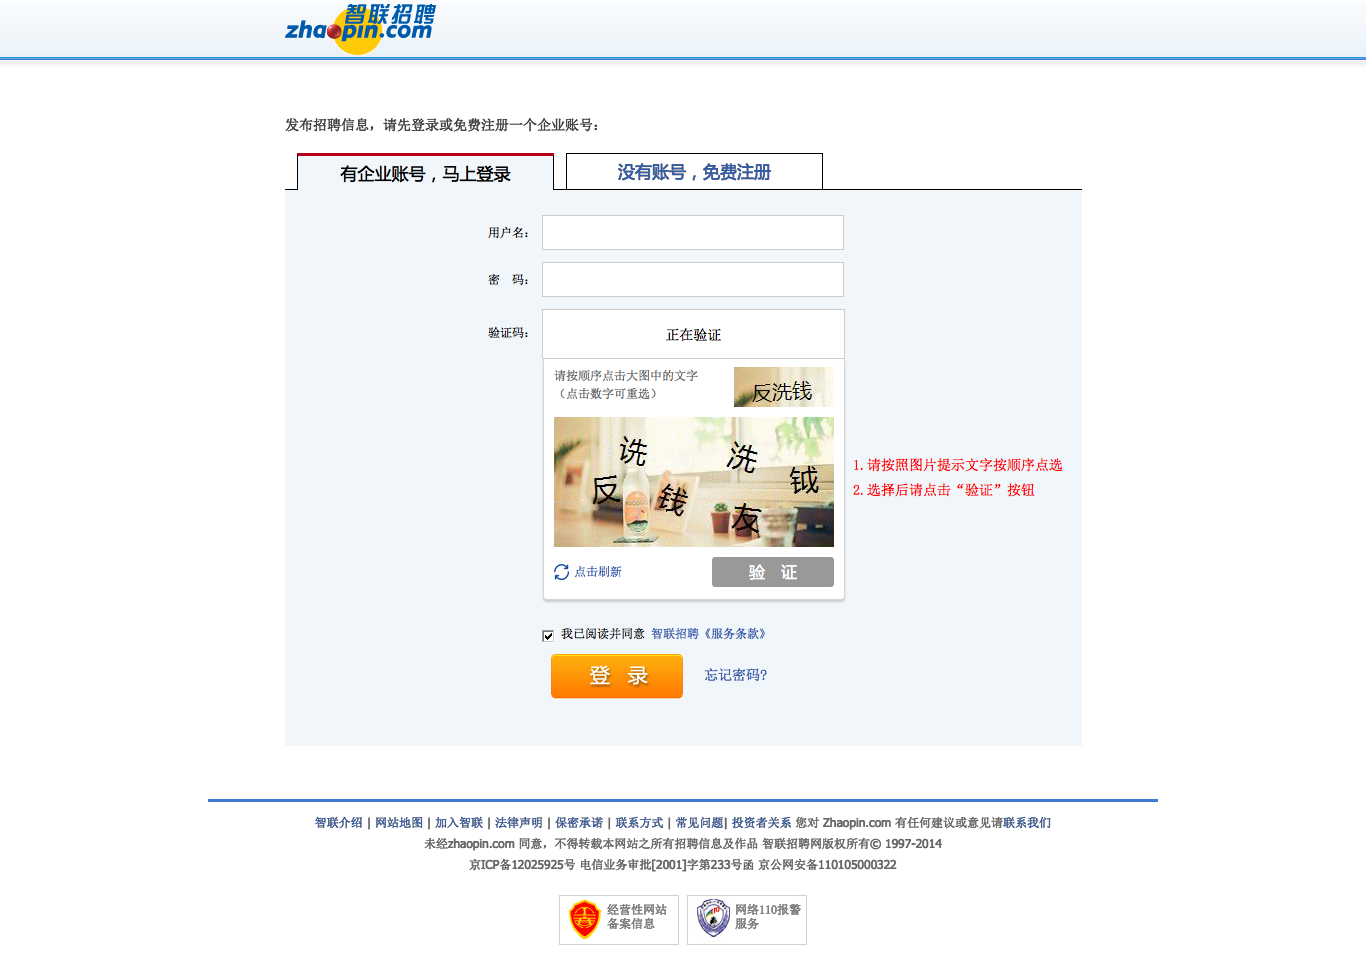 智联招聘
zhaopin.com
发布招聘信息，请先登录或免费注册一个企业账号：
有企业账号，马上登录
没有账号，免费注册
用户名：
密　码：
验证码：
正在验证
请按顺序点击大图中的文字
（点击数字可重选）
反洗钱
诜 洗
反 钱 钺
友
1. 请按照图片提示文字按顺序点选
2. 选择后请点击“验证”按钮
点击刷新
验 证
我已阅读并同意 智联招聘《服务条款》
登 录
忘记密码?
智联介绍 | 网站地图 | 加入智联 | 法律声明 | 保密承诺 | 联系方式 | 常见问题| 投资者关系 您对 Zhaopin.com 有任何建议或意见请联系我们
未经zhaopin.com 同意，不得转载本网站之所有招聘信息及作品 智联招聘网版权所有© 1997-2014
京ICP备12025925号 电信业务审批[2001]字第233号函 京公网安备110105000322
经营性网站
备案信息
网络110报警
服务